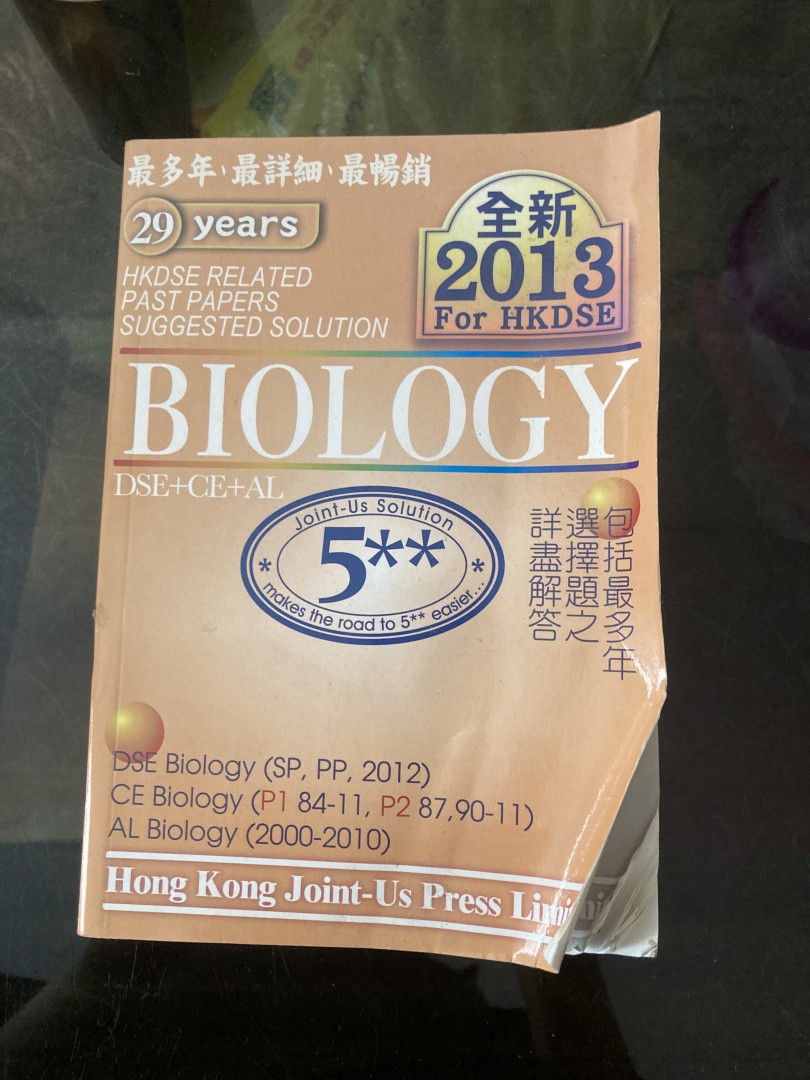 最多年、最詳細、最暢銷
29 years
HKDSE RELATED
PAST PAPERS
SUGGESTED SOLUTION
全新
2013
For HKDSE
BIOLOGY
DSE+CE+AL
Joint-Us Solution
* 5** *
makes the road to 5** easier...
包括最多年
選擇題之
詳盡解答
DSE Biology (SP, PP, 2012)
CE Biology (P1 84-11, P2 87,90-11)
AL Biology (2000-2010)
Hong Kong Joint-Us Press